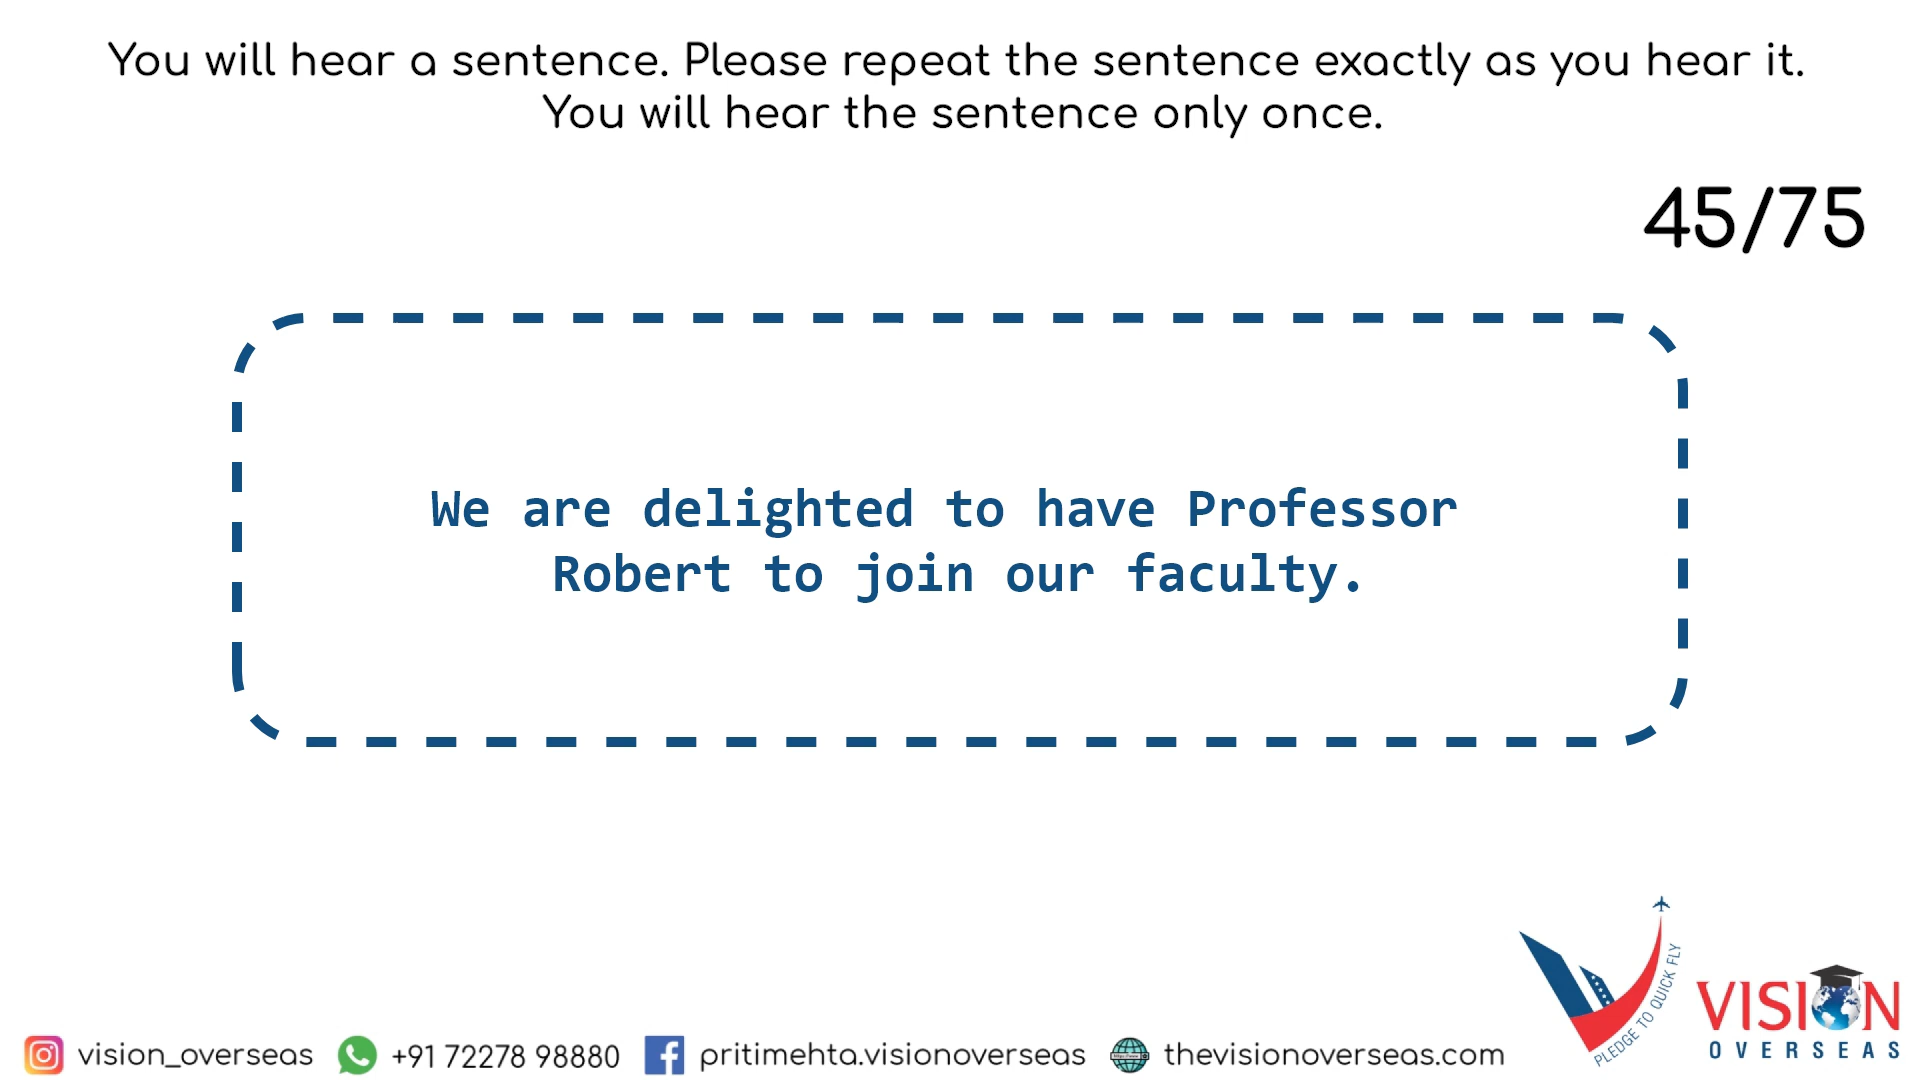 You will hear a sentence. Please repeat the sentence exactly as you hear it.
You will hear the sentence only once.
45/75
We are delighted to have Professor
Robert to join our faculty.
PLEDGE TO QUICK FLY
VISION
OVERSEAS
vision_overseas
+91 72278 98880
pritimehta.visionoverseas
thevisionoverseas.com